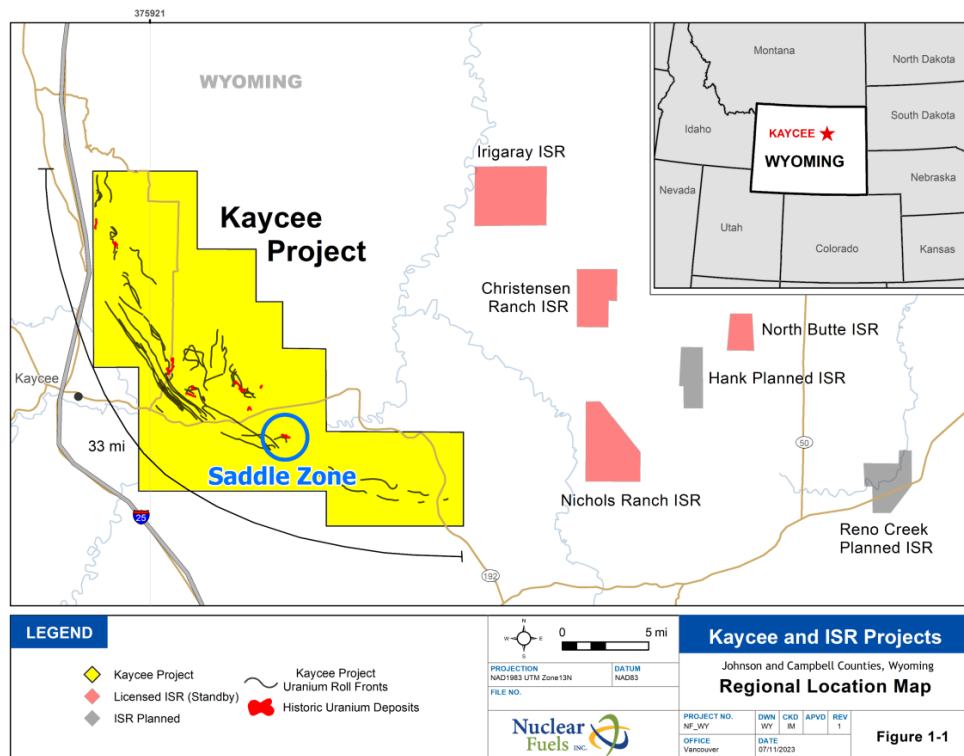 375921
WYOMING
Montana
North Dakota
South Dakota
Idaho
KAYCEE
WYOMING
Nebraska
Nevada
Utah
Colorado
Kansas
Irigaray ISR
Kaycee
Project
Christensen
Ranch ISR
North Butte ISR
Hank Planned ISR
Kaycee
33 mi
Saddle Zone
50
Nichols Ranch ISR
Reno Creek
Planned ISR
25
192
LEGEND
Kaycee Project
Licensed ISR (Standby)
ISR Planned
Kaycee Project
Uranium Roll Fronts
Historic Uranium Deposits
N
W E
S
0 5 mi
PROJECTION
NAD1983 UTM Zone13N
DATUM
NAD83
FILE NO.
Nuclear
Fuels INC.
Kaycee and ISR Projects
Johnson and Campbell Counties, Wyoming
Regional Location Map
PROJECT NO.
NF_WY
DWN
WY
CKD
IM
APVD
REV
1
OFFICE
Vancouver
DATE
07/11/2023
Figure 1-1